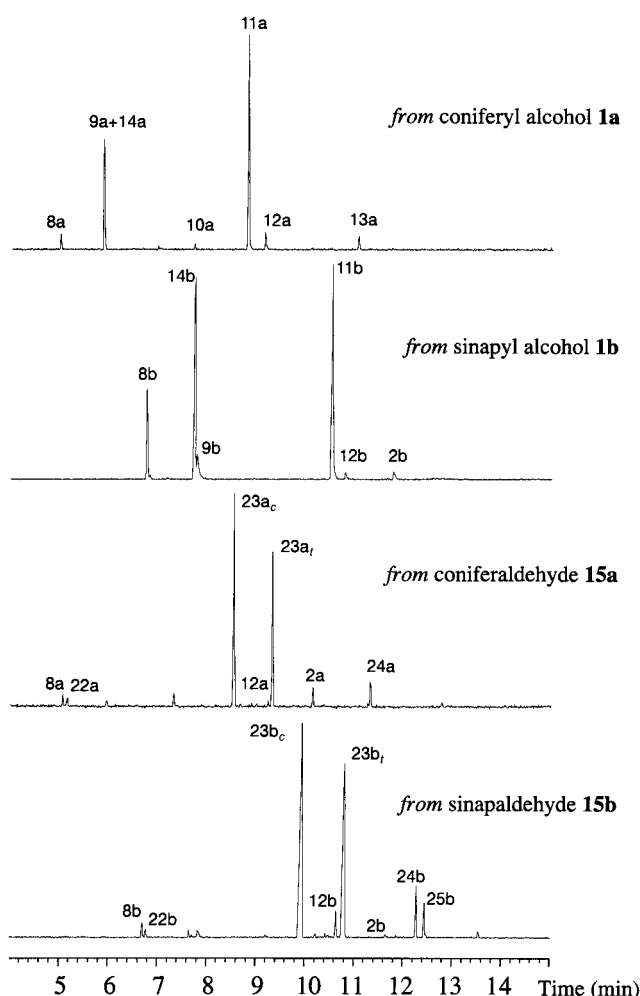 11a
9a+14a
from coniferyl alcohol 1a
8a
10a
12a
13a
14b
11b
from sinapyl alcohol 1b
8b
9b
12b
2b
23ac
23at
from coniferaldehyde 15a
8a
22a
12a
2a
24a
23bc
23bt
from sinapaldehyde 15b
8b
22b
12b
2b
24b
25b
5 6 7 8 9 10 11 12 13 14 Time (min)